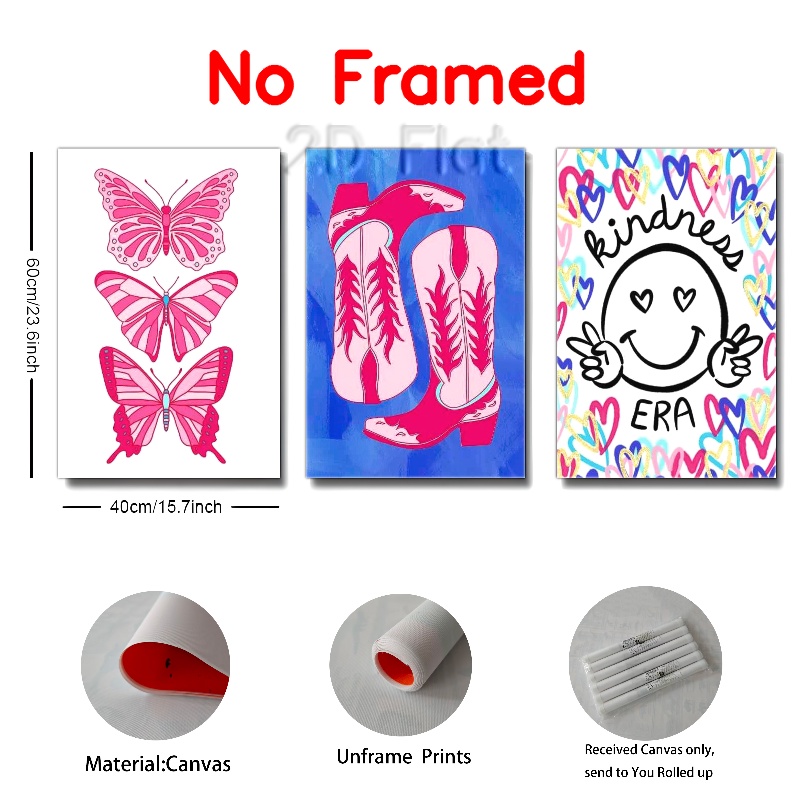 No Framed
2D Flat
60cm/23.6inch
40cm/15.7inch
kindness
ERA
Material:Canvas
Unframe Prints
Received Canvas only,
send to You Rolled up